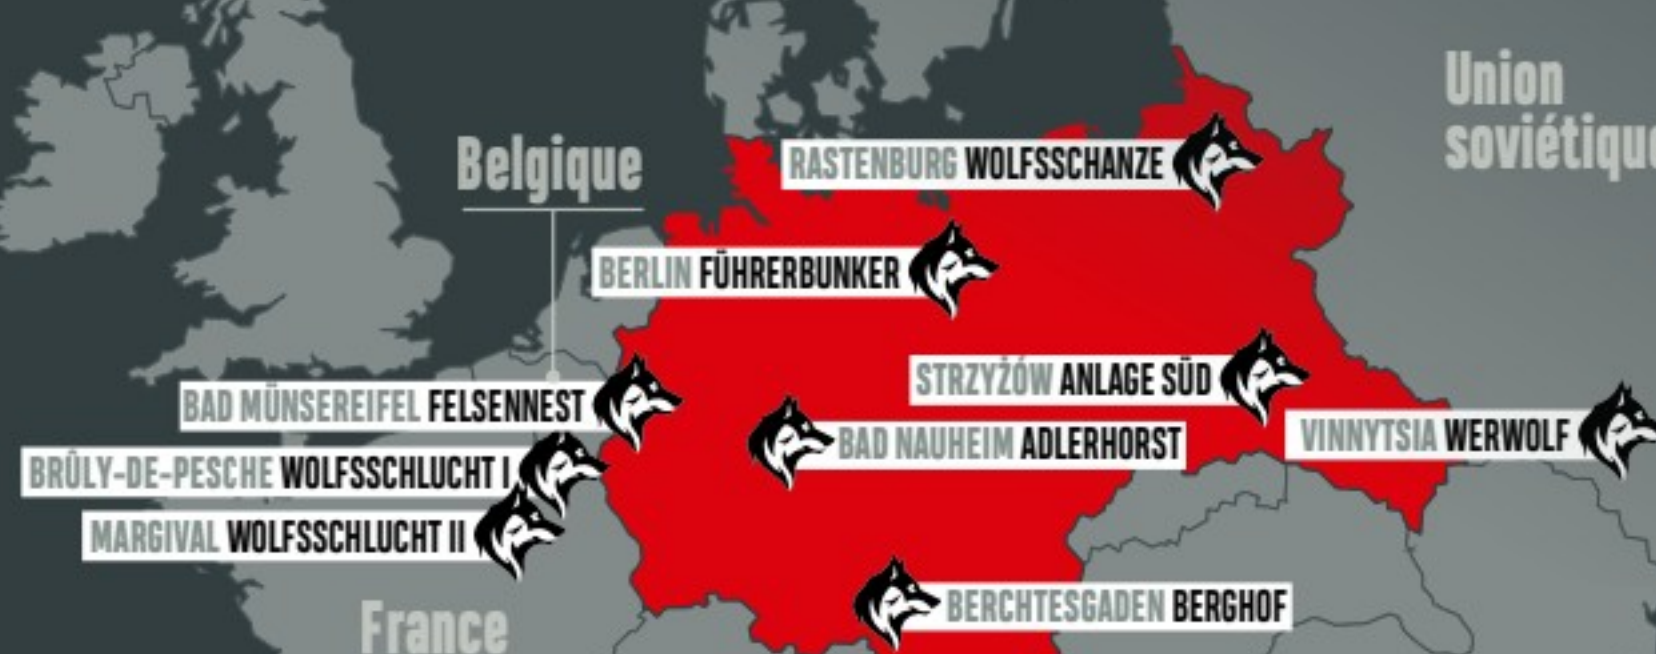 Union
soviétique
Belgique
RASTENBURG WOLFSSCHANZE
BERLIN FÜHRERBUNKER
STRZYŻÓW ANLAGE SÜD
BAD MÜNSEREIFEL FELSENNEST
VINNYTSIA WERWOLF
BAD NAUHEIM ADLERHORST
BRÛLY-DE-PESCHE WOLFSSCHLUCHT I
MARGIVAL WOLFSSCHLUCHT II
BERCHTESGADEN BERGHOF
France